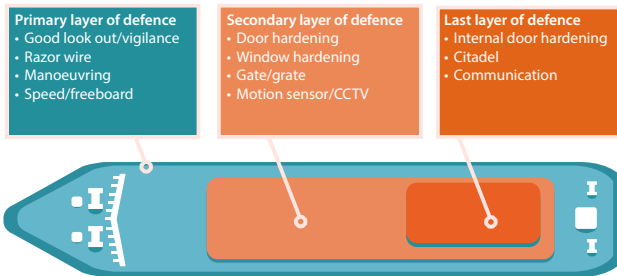 Primary layer of defence
• Good look out/vigilance
• Razor wire
• Manoeuvring
• Speed/freeboard
Secondary layer of defence
• Door hardening
• Window hardening
• Gate/grate
• Motion sensor/CCTV
Last layer of defence
• Internal door hardening
• Citadel
• Communication